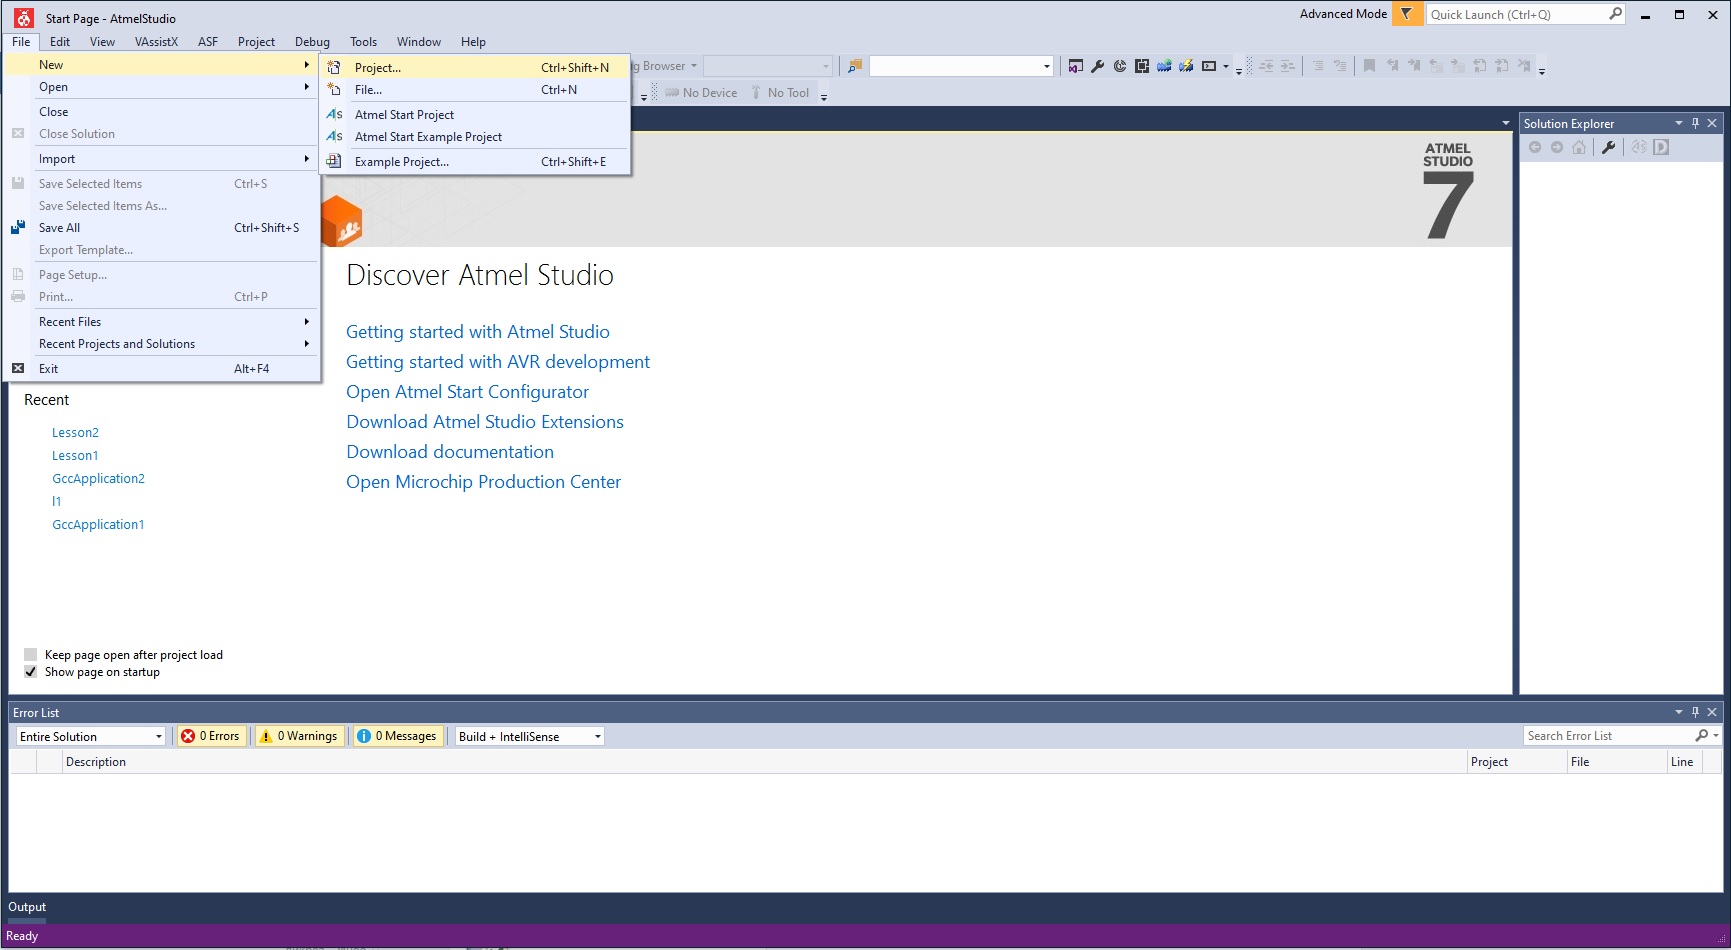 Start Page - AtmelStudio
Advanced Mode
Quick Launch (Ctrl+Q)
File Edit View VAssistX ASF Project Debug Tools Window Help
New
Open
Close
Close Solution
Import
Save Selected Items Ctrl+S
Save Selected Items As...
Save All Ctrl+Shift+S
Export Template...
Page Setup...
Print... Ctrl+P
Recent Files
Recent Projects and Solutions
Exit Alt+F4
Project... Ctrl+Shift+N
File... Ctrl+N
Atmel Start Project
Atmel Start Example Project
Example Project... Ctrl+Shift+E
Browser
No Device No Tool
Solution Explorer
ATMEL
STUDIO
7
Discover Atmel Studio
Getting started with Atmel Studio
Getting started with AVR development
Open Atmel Start Configurator
Download Atmel Studio Extensions
Download documentation
Open Microchip Production Center
Recent
Lesson2
Lesson1
GccApplication2
l1
GccApplication1
Keep page open after project load
Show page on startup
Error List
Entire Solution 0 Errors 0 Warnings 0 Messages Build + IntelliSense Search Error List
Description Project File Line
Output
Ready